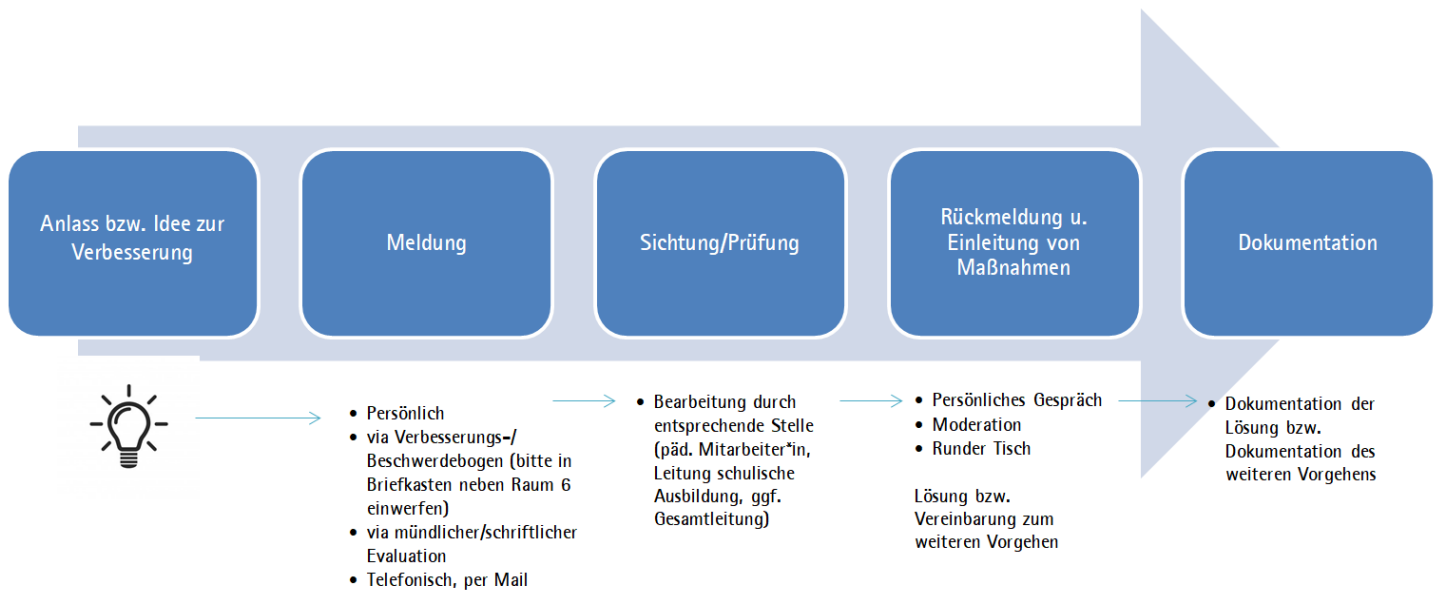 Anlass bzw. Idee zur
Verbesserung
Meldung
Sichtung/Prüfung
Rückmeldung u.
Einleitung von
Maßnahmen
Dokumentation
• Persönlich
• via Verbesserungs-/
Beschwerdebogen (bitte in
Briefkasten neben Raum 6
einwerfen)
• via mündlicher/schriftlicher
Evaluation
• Telefonisch, per Mail
• Bearbeitung durch
entsprechende Stelle
(päd. Mitarbeiter*in,
Leitung schulische
Ausbildung, ggf.
Gesamtleitung)
• Persönliches Gespräch
• Moderation
• Runder Tisch
Lösung bzw.
Vereinbarung zum
weiteren Vorgehen
• Dokumentation der
Lösung bzw.
Dokumentation des
weiteren Vorgehens